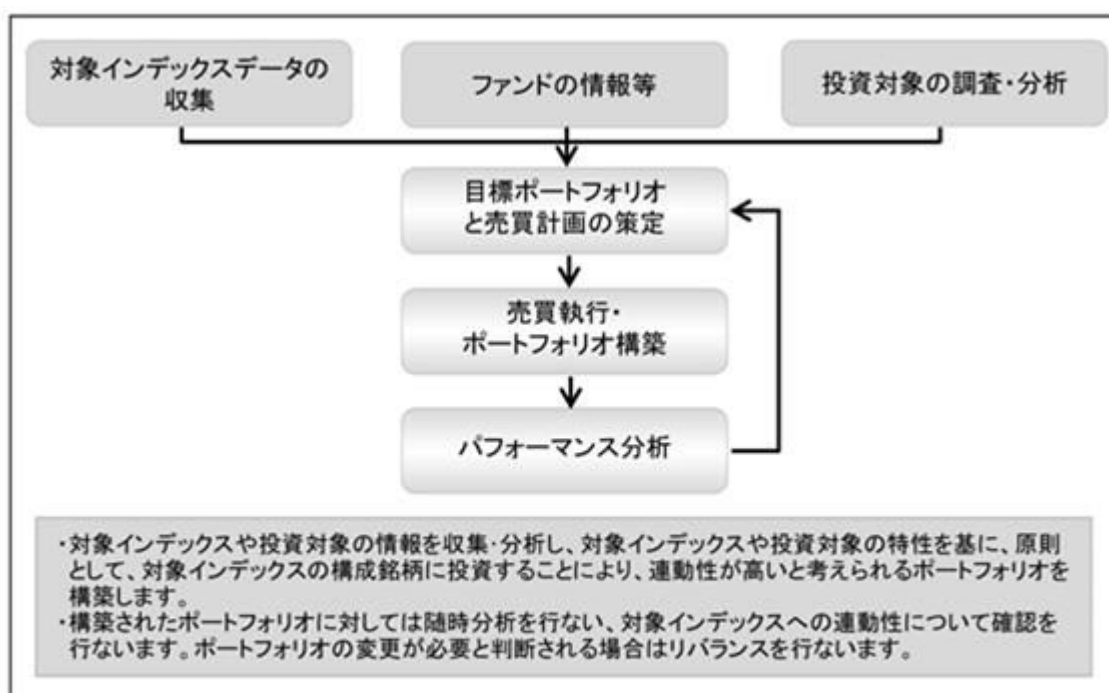 対象インデックスデータの
収集
ファンドの情報等
投資対象の調査・分析
目標ポートフォリオ
と売買計画の策定
売買執行・
ポートフォリオ構築
パフォーマンス分析
・対象インデックスや投資対象の情報を収集・分析し、対象インデックスや投資対象の特性を基に、原則
として、対象インデックスの構成銘柄に投資することにより、連動性が高いと考えられるポートフォリオを
構築します。
・構築されたポートフォリオに対しては随時分析を行ない、対象インデックスへの連動性について確認を
行ないます。ポートフォリオの変更が必要と判断される場合はリバランスを行ないます。